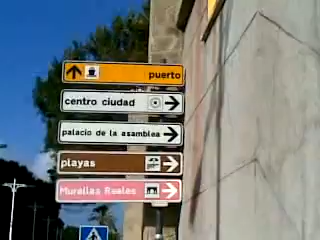 puerto
centro ciudad
palacio de la asamblea
playas
Murallas Reales